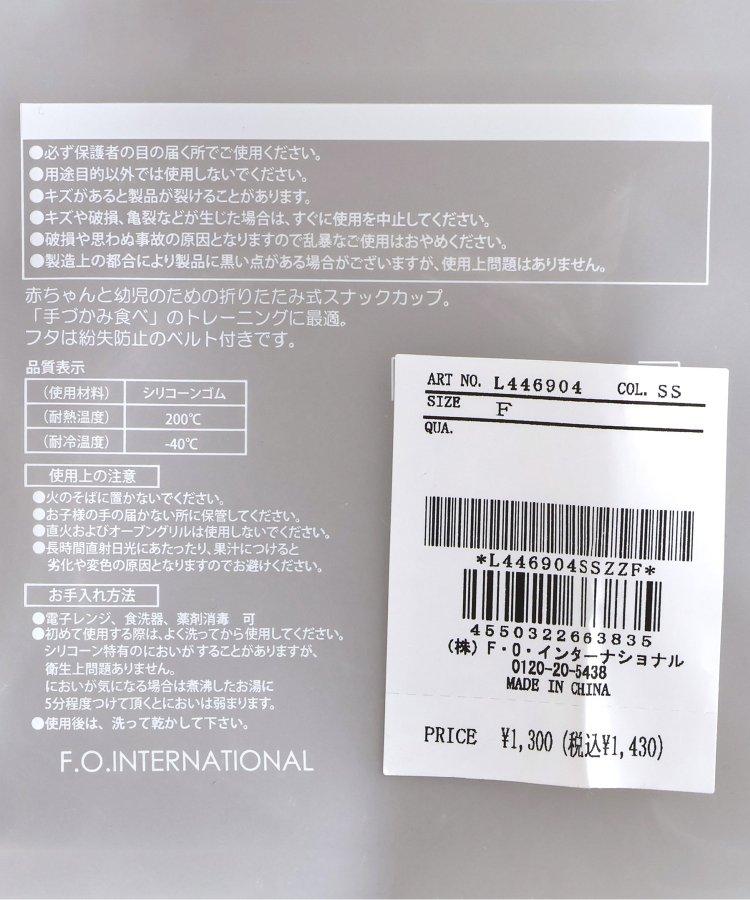 ●必ず保護者の目の届く所でご使用ください。
●用途目的以外では使用しないでください。
●キズがあると製品が裂けることがあります。
●キズや破損、亀裂などが生じた場合は、すぐに使用を中止してください。
●破損や思わぬ事故の原因となりますので乱暴なご使用はおやめください。
●製造上の都合により製品に黒い点がある場合がございますが、使用上問題はありません。
赤ちゃんと幼児のための折りたたみ式スナックカップ。
「手づかみ食べ」のトレーニングに最適。
フタは紛失防止のベルト付きです。
品質表示
（使用材料） シリコーンゴム
（耐熱温度） 200℃
（耐冷温度） -40℃
使用上の注意
●火のそばに置かないでください。
●お子様の手の届かない所に保管してください。
●直火およびオーブングリルは使用しないでください。
●長時間直射日光にあたったり、果汁につけると
劣化や変色の原因となりますのでお避けください。
お手入れ方法
●電子レンジ、食洗器、薬剤消毒　可
●初めて使用する際は、よく洗ってから使用してください。
シリコーン特有のにおいがすることがありますが、
衛生上問題ありません。
においが気になる場合は煮沸したお湯に
5分程度つけて頂くとにおいは弱まります。
●使用後は、洗って乾かして下さい。
F.O.INTERNATIONAL
ART NO. L446904 COL. SS
SIZE F
QUA.
*L446904SSZZF*
4550322663835
(株) F・O・インターナショナル
0120-20-5438
MADE IN CHINA
PRICE ¥1,300 (税込¥1,430)